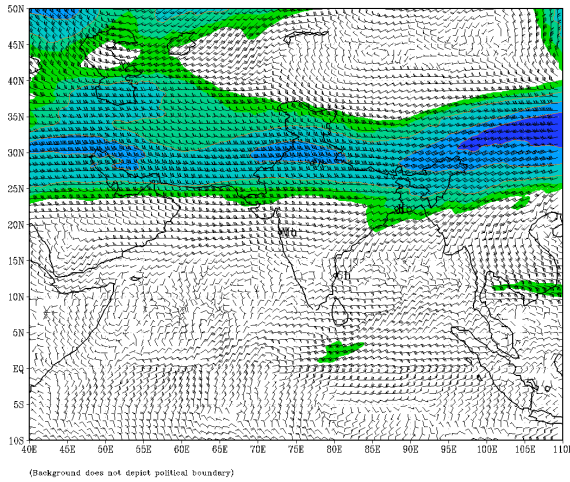 50N
45N
40N
35N
30N
25N
20N
15N
10N
5N
EQ
5S
10S
40E 45E 50E 55E 60E 65E 70E 75E 80E 85E 90E 95E 100E 105E 110E
(Background does not depict political boundary)